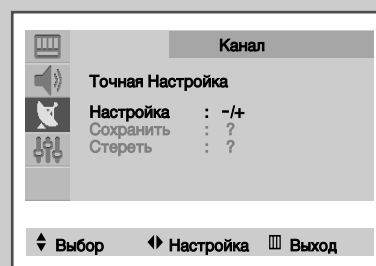 Канал
Точная Настройка
Настройка : -/+
Сохранить : ?
Стереть : ?
Выбор Настройка Выход